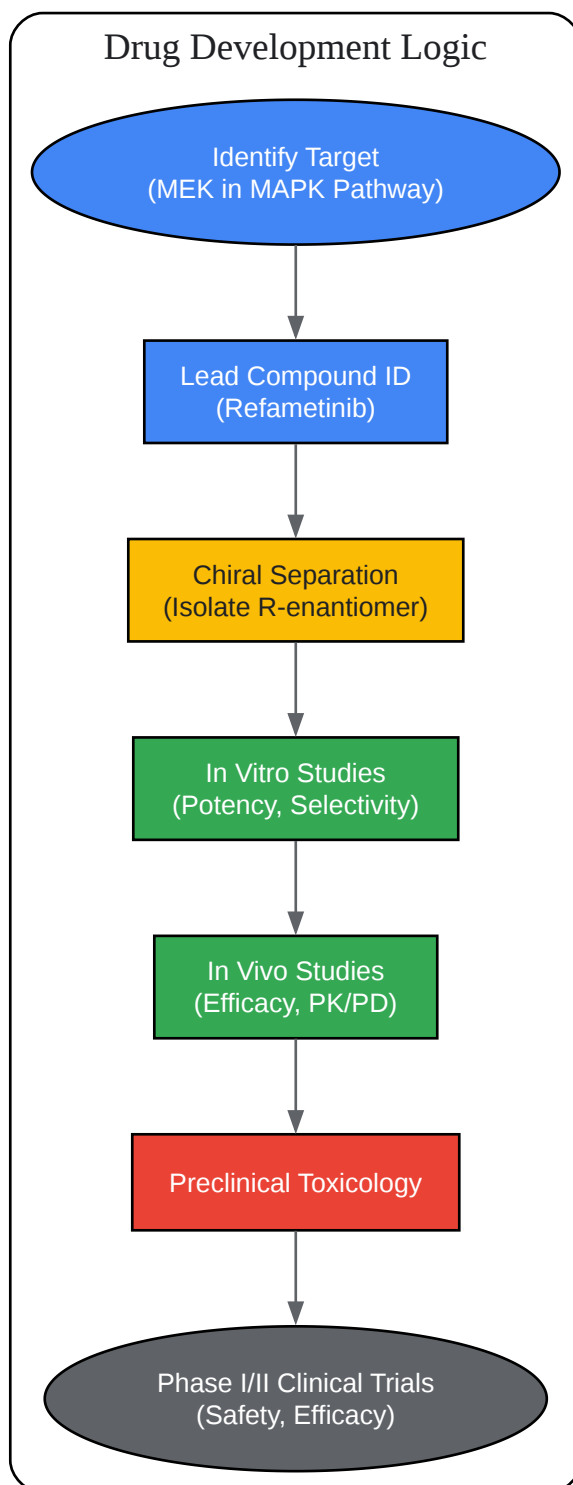 Drug Development Logic
Identify Target
(MEK in MAPK Pathway)
Lead Compound ID
(Refametinib)
Chiral Separation
(Isolate R-enantiomer)
In Vitro Studies
(Potency, Selectivity)
In Vivo Studies
(Efficacy, PK/PD)
Preclinical Toxicology
Phase I/II Clinical Trials
(Safety, Efficacy)